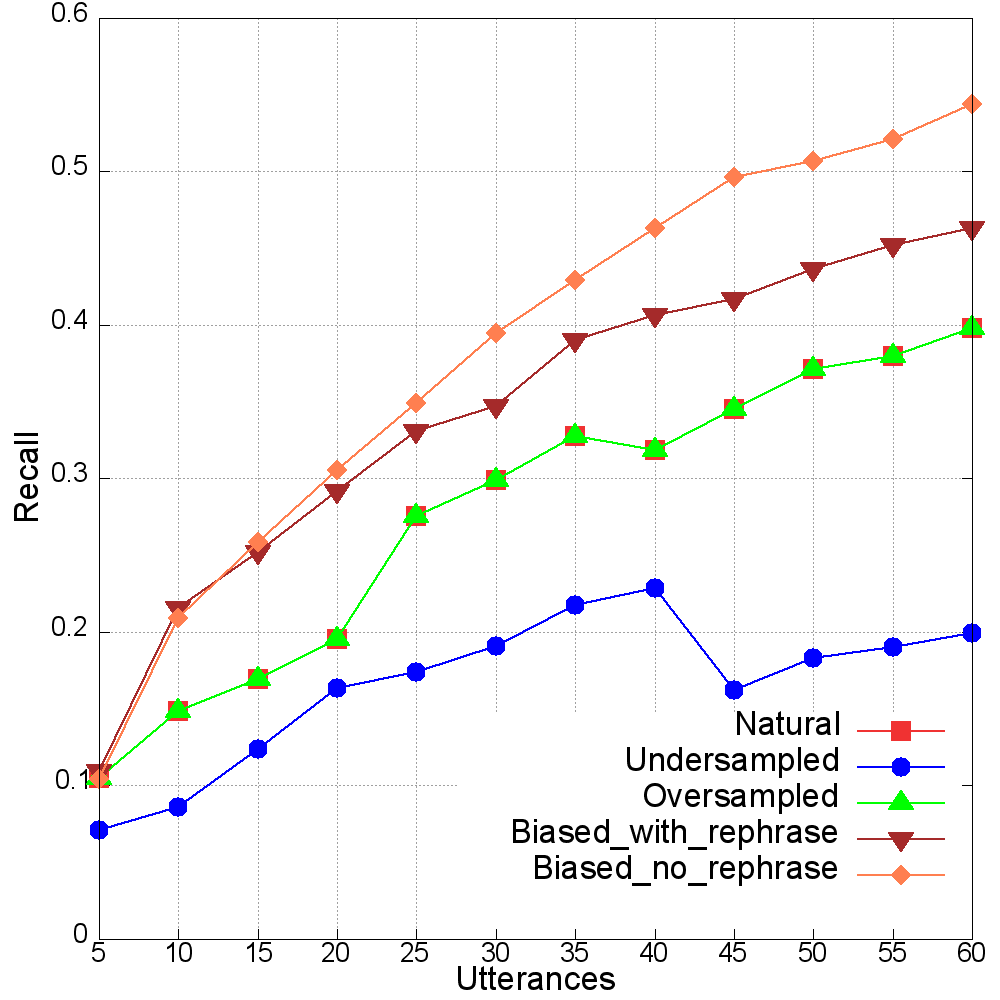 0.6
0.5
0.4
0.3
0.2
0.1
0
Recall
5 10 15 20 25 30 35 40 45 50 55 60
Utterances
Natural
Undersampled
Oversampled
Biased_with_rephrase
Biased_no_rephrase